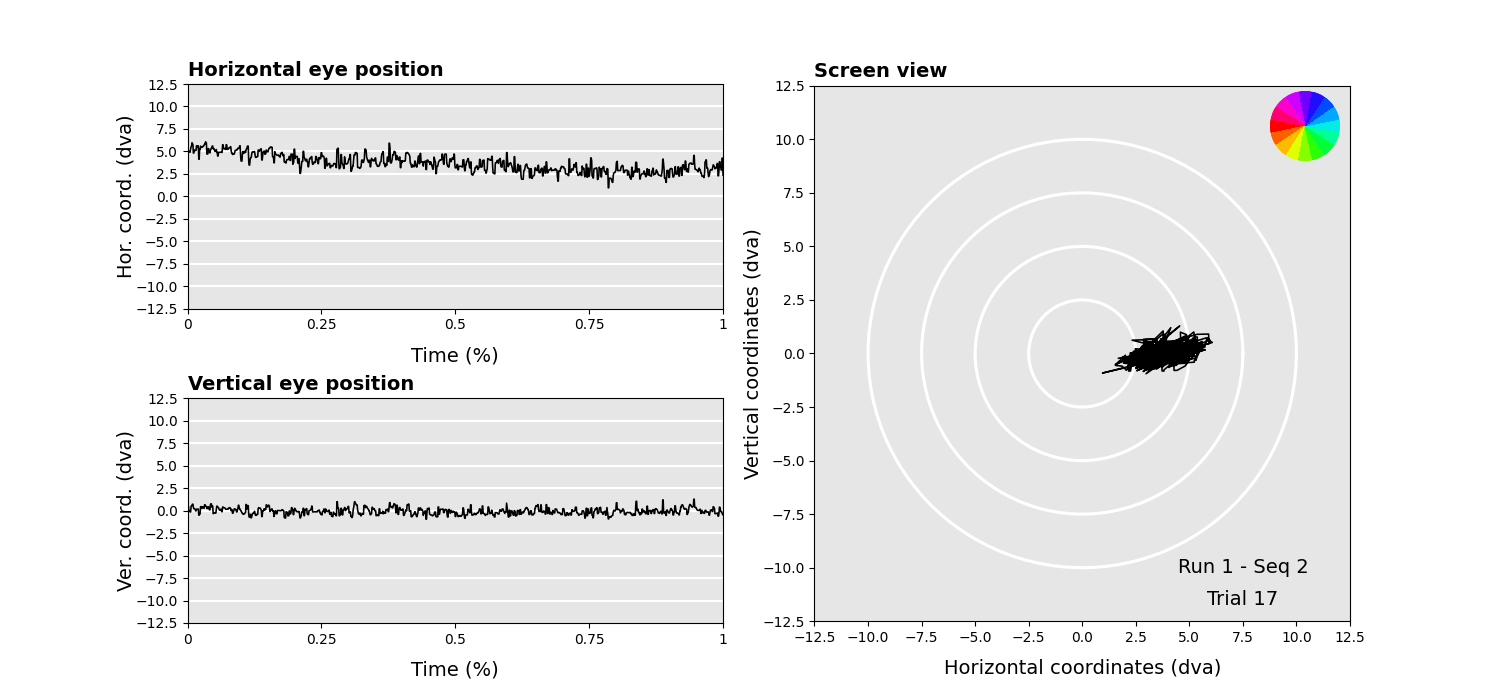 Horizontal eye position
12.5
10.0
7.5
5.0
2.5
0.0
−2.5
−5.0
−7.5
−10.0
−12.5
Hor. coord. (dva)
0 0.25 0.5 0.75 1
Time (%)
Vertical eye position
12.5
10.0
7.5
5.0
2.5
0.0
−2.5
−5.0
−7.5
−10.0
−12.5
Ver. coord. (dva)
0 0.25 0.5 0.75 1
Time (%)
Screen view
12.5
10.0
7.5
5.0
2.5
0.0
−2.5
−5.0
−7.5
−10.0
−12.5
Vertical coordinates (dva)
Run 1 - Seq 2
Trial 17
−12.5 −10.0 −7.5 −5.0 −2.5 0.0 2.5 5.0 7.5 10.0 12.5
Horizontal coordinates (dva)